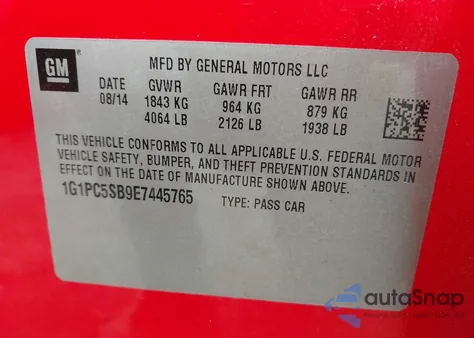 GM
MFD BY GENERAL MOTORS LLC
DATE GVWR GAWR FRT GAWR RR
08/14 1843 KG 964 KG 879 KG
4064 LB 2126 LB 1938 LB
THIS VEHICLE CONFORMS TO ALL APPLICABLE U.S. FEDERAL MOTOR
VEHICLE SAFETY, BUMPER, AND THEFT PREVENTION STANDARDS IN
EFFECT ON THE DATE OF MANUFACTURE SHOWN ABOVE.
1G1PC5SB9E7445765 TYPE: PASS CAR
autoSnap